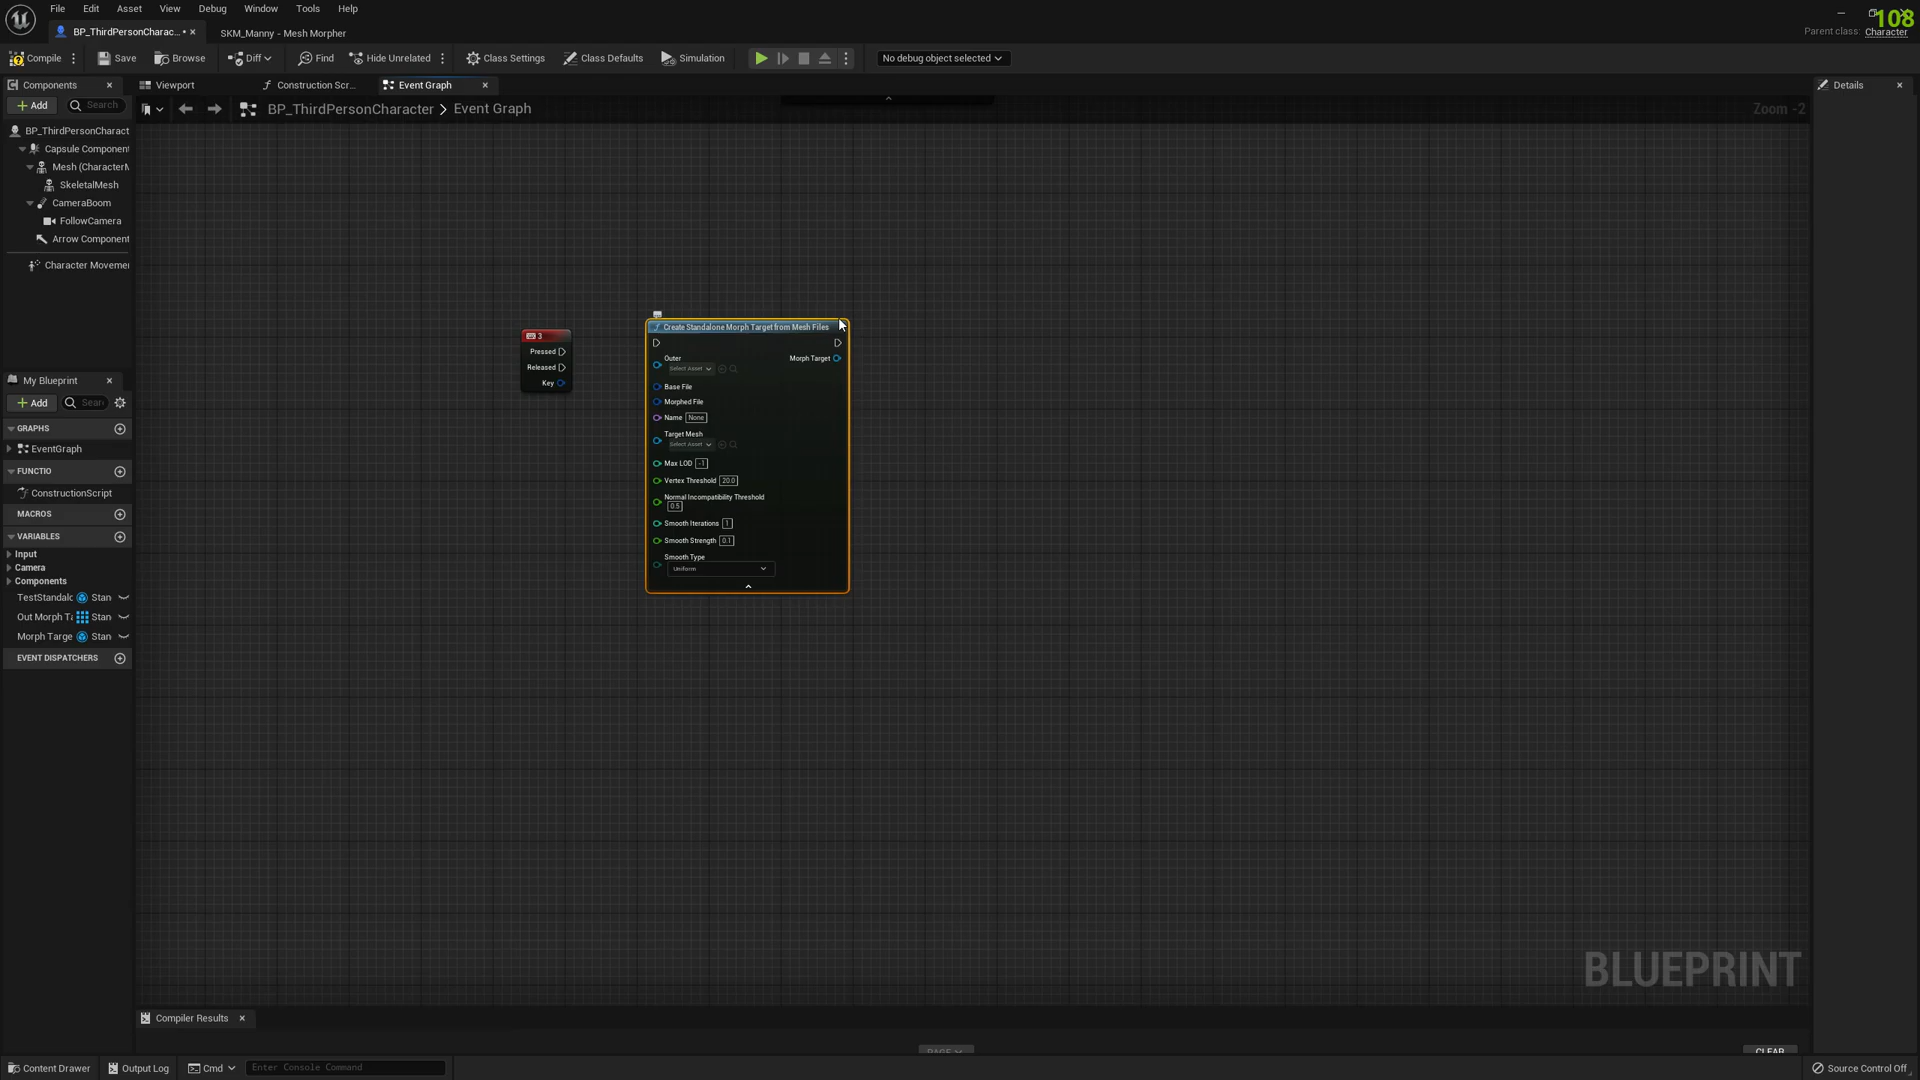 File Edit Asset View Debug Window Tools Help
108
BP_ThirdPersonCharac...
SKM_Manny - Mesh Morpher
Parent class: Character
Compile
Save
Browse
Diff
Find
Hide Unrelated
Class Settings
Class Defaults
Simulation
No debug object selected
Components
Viewport
Construction Scr...
Event Graph
Details
Add
Search
BP_ThirdPersonCharacter > Event Graph
Zoom -2
BP_ThirdPersonCharact
Capsule Component
Mesh (CharacterM
SkeletalMesh
CameraBoom
FollowCamera
Arrow Component
Character Moveme
3
Pressed
Released
Key
Create Standalone Morph Target from Mesh Files
Outer
Select Asset
Morph Target
Base File
Morphed File
Name None
Target Mesh
Select Asset
Max LOD -1
Vertex Threshold 20.0
Normal Incompatibility Threshold
0.5
Smooth Iterations 1
Smooth Strength 0.1
Smooth Type
Uniform
My Blueprint
Add
Sear
GRAPHS
EventGraph
FUNCTIO
ConstructionScript
MACROS
VARIABLES
Input
Camera
Components
TestStandalo Stan
Out Morph Ta Stan
Morph Targe Stan
EVENT DISPATCHERS
BLUEPRINT
Compiler Results
PAGE
CLEAR
Content Drawer
Output Log
Cmd
Enter Console Command
Source Control Off